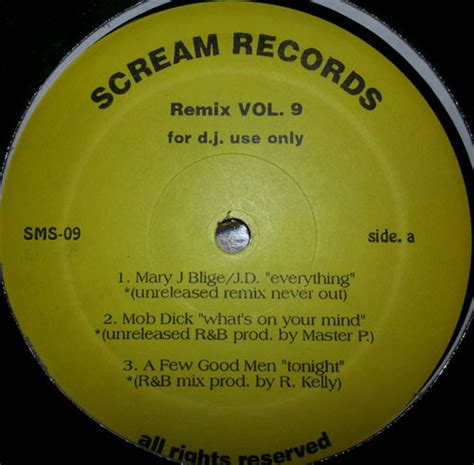 SCREAM RECORDS
Remix VOL. 9
for d.j. use only
SMS-09
side. a
1. Mary J Blige/J.D. "everything"
*(unreleased remix never out)
2. Mob Dick "what's on your mind"
*(unreleased R&B prod. by Master P.)
3. A Few Good Men "tonight"
*(R&B mix prod. by R. Kelly)
all rights reserved